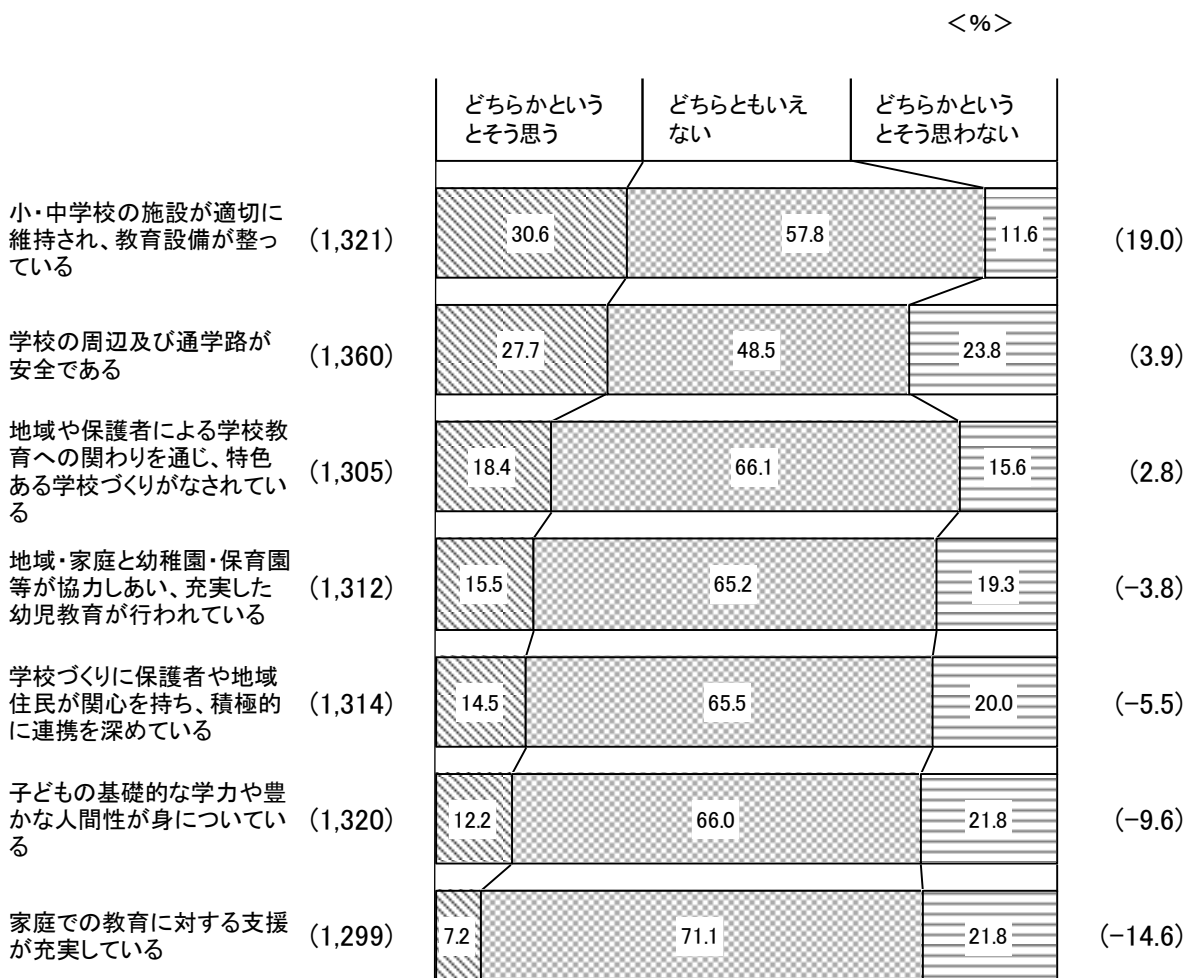 ＜%＞
どちらかという
とそう思う
どちらともいえ
ない
どちらかという
とそう思わない
小・中学校の施設が適切に
維持され、教育設備が整っ
ている
(1,321)
30.6
57.8
11.6
(19.0)
学校の周辺及び通学路が
安全である
(1,360)
27.7
48.5
23.8
(3.9)
地域や保護者による学校教
育への関わりを通じ、特色
ある学校づくりがなされてい
る
(1,305)
18.4
66.1
15.6
(2.8)
地域・家庭と幼稚園・保育園
等が協力しあい、充実した
幼児教育が行われている
(1,312)
15.5
65.2
19.3
(-3.8)
学校づくりに保護者や地域
住民が関心を持ち、積極的
に連携を深めている
(1,314)
14.5
65.5
20.0
(-5.5)
子どもの基礎的な学力や豊
かな人間性が身についてい
る
(1,320)
12.2
66.0
21.8
(-9.6)
家庭での教育に対する支援
が充実している
(1,299)
7.2
71.1
21.8
(-14.6)